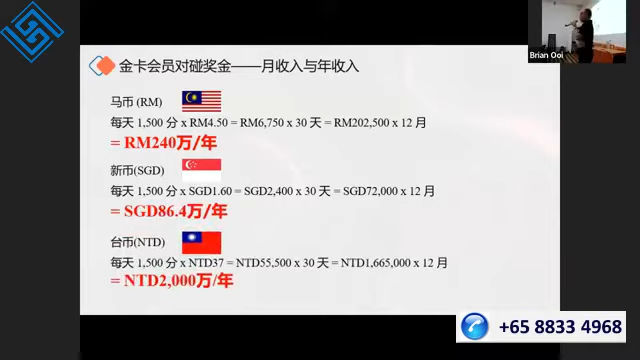 金卡会员对碰奖金——月收入与年收入
Brian Ooi
马币 (RM)
每天 1,500 分 x RM4.50 = RM6,750 x 30 天 = RM202,500 x 12 月
= RM240万/年
新币(SGD)
每天 1,500 分 x SGD1.60 = SGD2,400 x 30 天 = SGD72,000 x 12 月
= SGD86.4万/年
台币(NTD)
每天 1,500 分 x NTD37 = NTD55,500 x 30 天 = NTD1,665,000 x 12 月
= NTD2,000万/年
+65 8833 4968